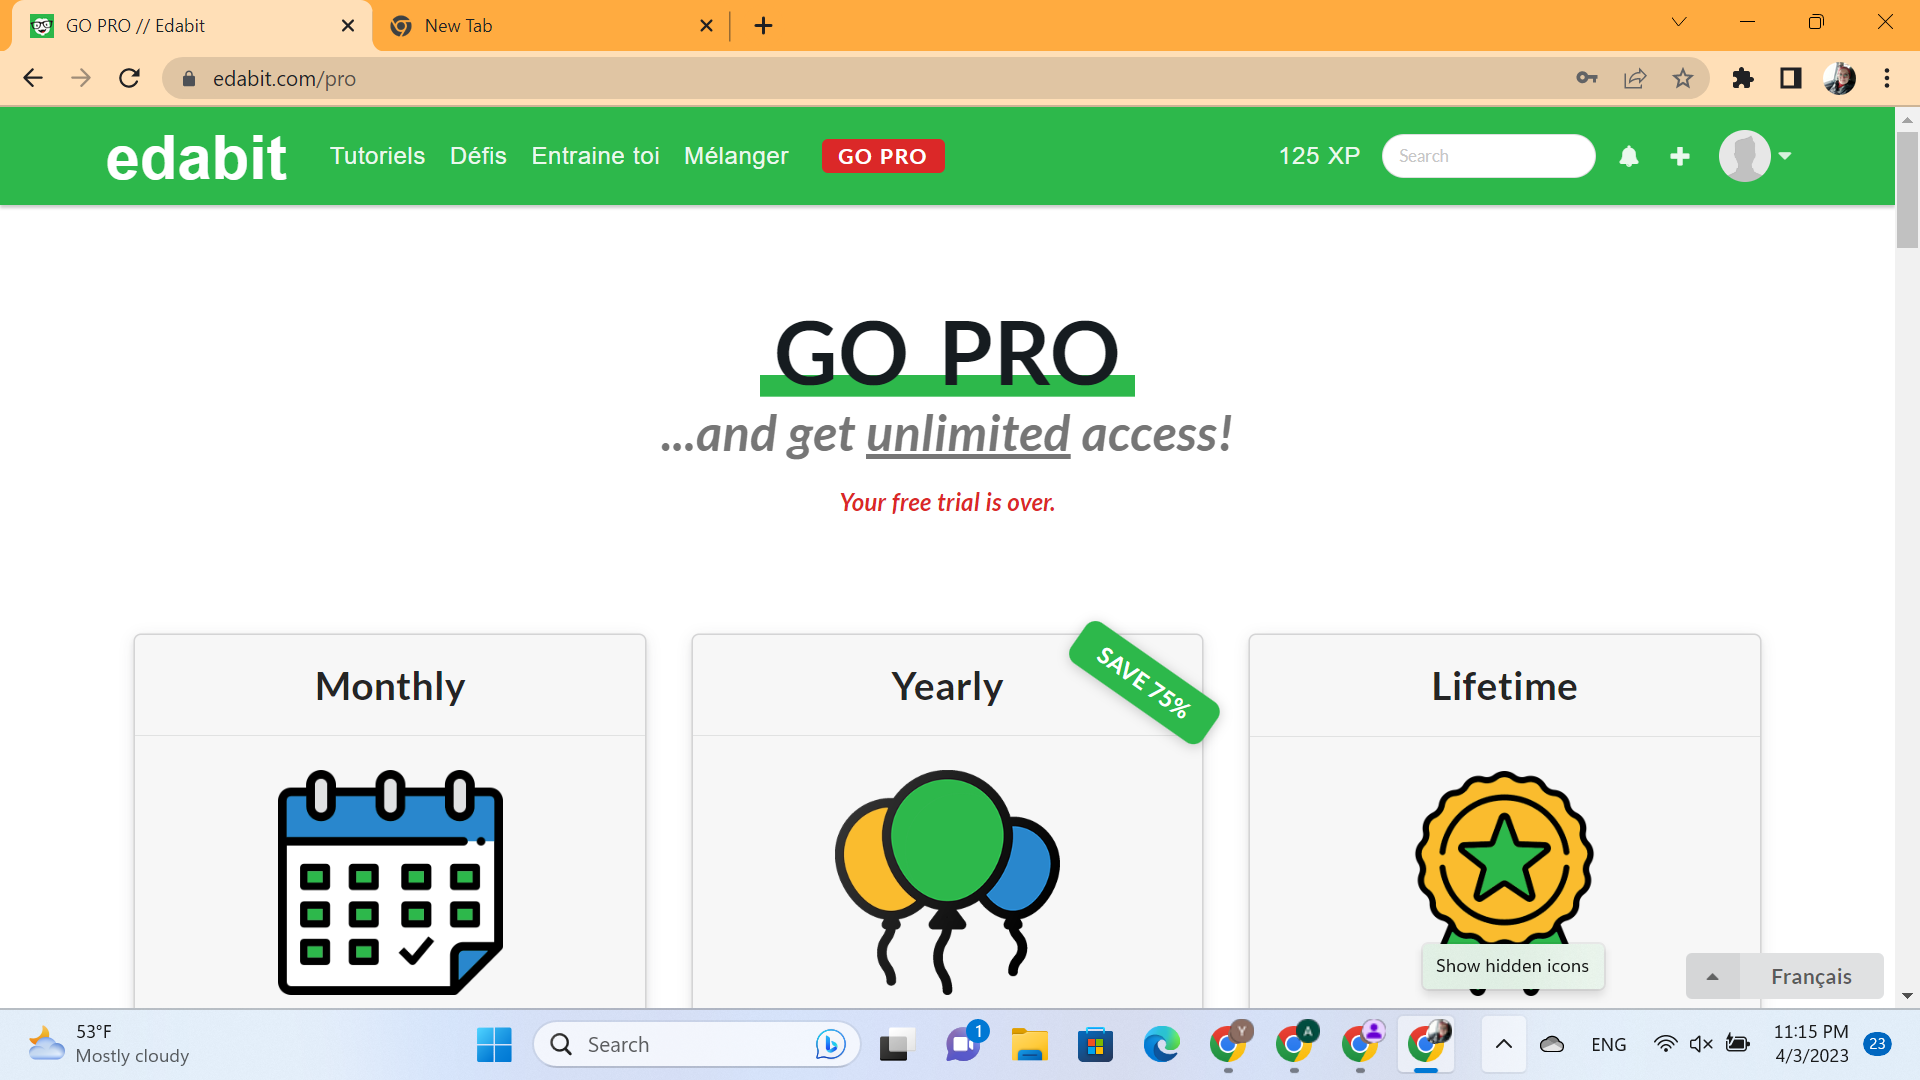 GO PRO // Edabit
New Tab
edabit.com/pro
edabit
Tutoriels
Défis
Entraine toi
Mélanger
GO PRO
125 XP
Search
GO PRO
...and get unlimited access!
Your free trial is over.
Monthly
Yearly
SAVE 75%
Lifetime
Show hidden icons
Français
53°F
Mostly cloudy
Search
1
Y
A
ENG
11:15 PM
4/3/2023
23